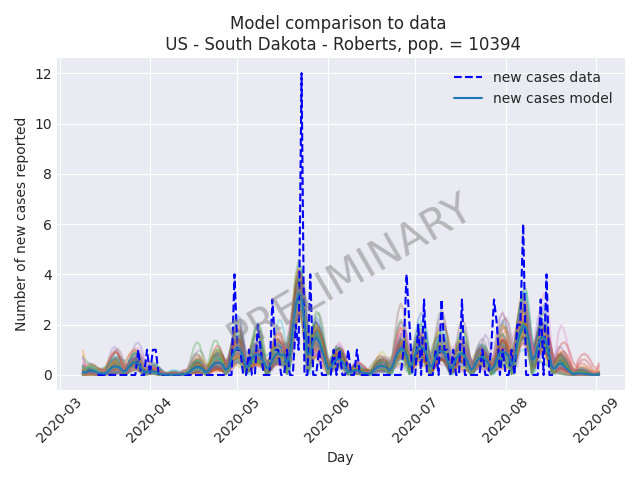 Model comparison to data
US - South Dakota - Roberts, pop. = 10394
12
10
8
6
4
2
0
Number of new cases reported
new cases data
new cases model
PRELIMINARY
2020-03
2020-04
2020-05
2020-06
2020-07
2020-08
2020-09
Day